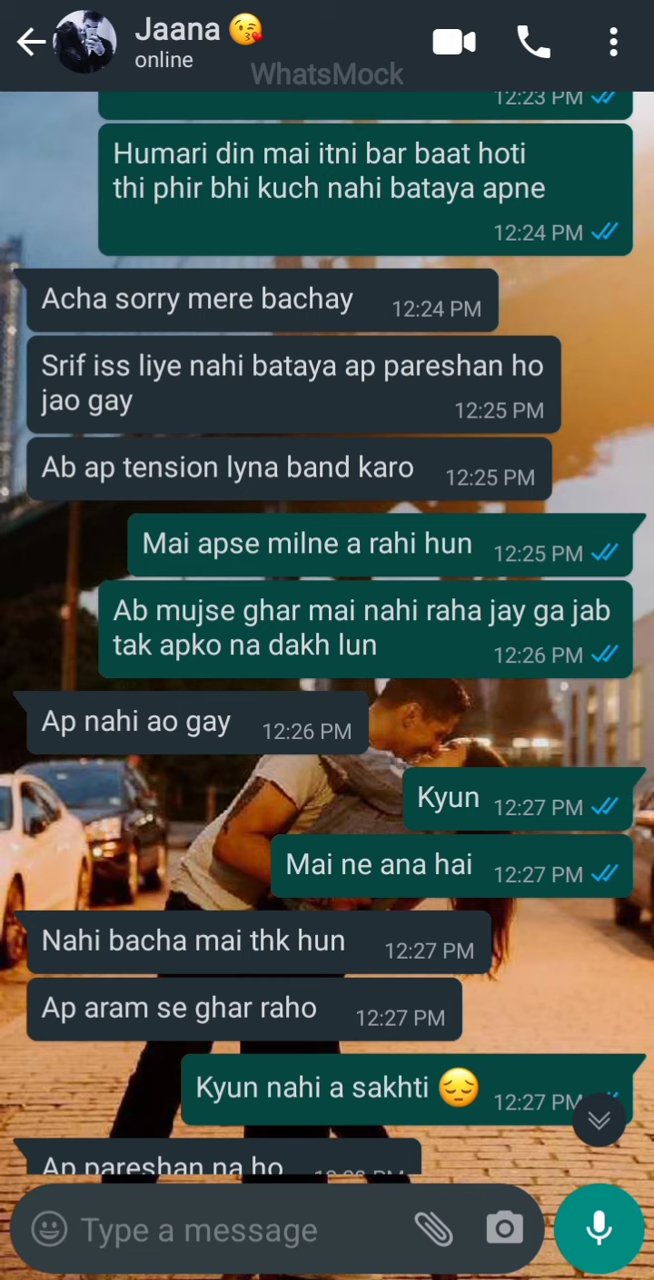 Jaana 😘
online
WhatsMock
12:23 PM
Humari din mai itni bar baat hoti
thi phir bhi kuch nahi bataya apne
12:24 PM
Acha sorry mere bachay 12:24 PM
Srif iss liye nahi bataya ap pareshan ho
jao gay 12:25 PM
Ab ap tension lyna band karo 12:25 PM
Mai apse milne a rahi hun 12:25 PM
Ab mujse ghar mai nahi raha jay ga jab
tak apko na dakh lun 12:26 PM
Ap nahi ao gay 12:26 PM
Kyun 12:27 PM
Mai ne ana hai 12:27 PM
Nahi bacha mai thk hun 12:27 PM
Ap aram se ghar raho 12:27 PM
Kyun nahi a sakhti 😔 12:27 PM
Ap pareshan na ho
Type a message